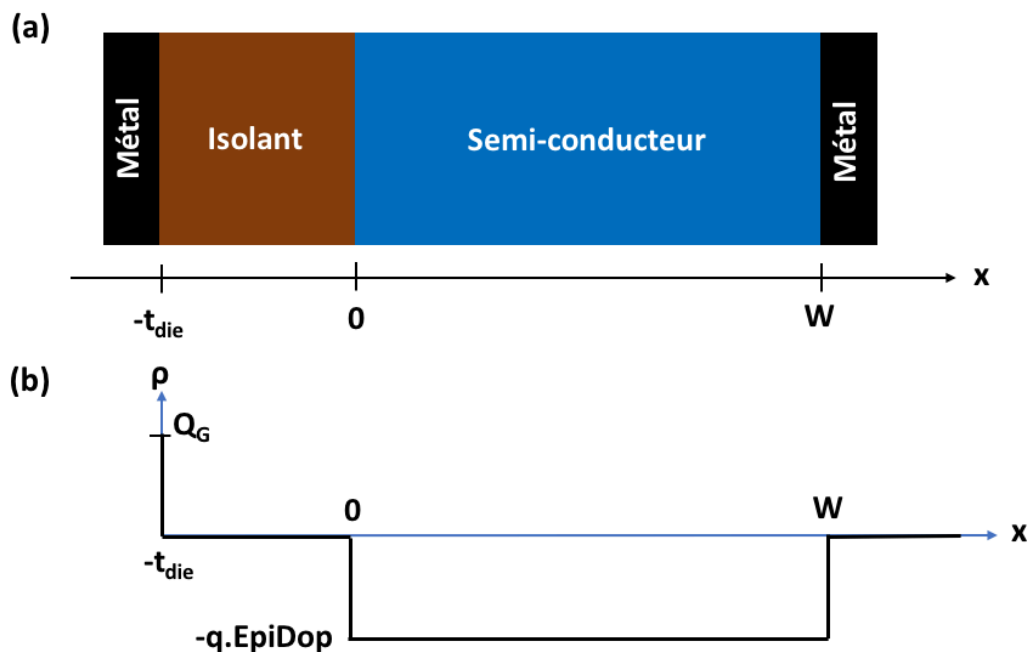 (a)
Métal
Isolant
Semi-conducteur
Métal
x
-tdie
0
W
(b)
ρ
QG
0
W
x
-tdie
-q.EpiDop